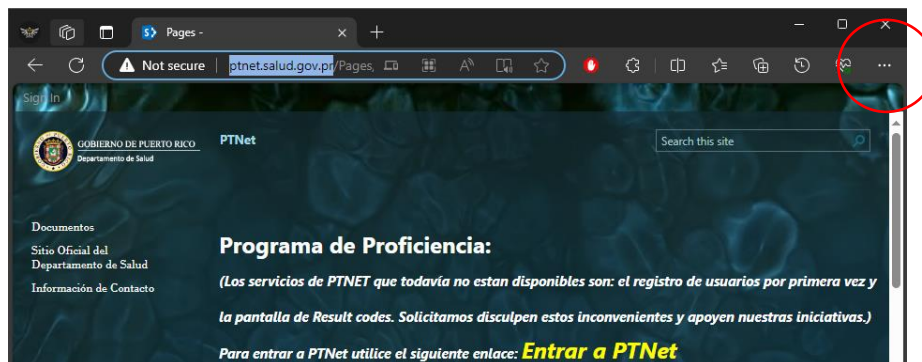 Pages -
Not secure ptnet.salud.gov.pr/Pages,
Sign In
GOBIERNO DE PUERTO RICO
Departamento de Salud
PTNet
Search this site
Documentos
Sitio Oficial del
Departamento de Salud
Información de Contacto
Programa de Proficiencia:
(Los servicios de PTNET que todavía no estan disponibles son: el registro de usuarios por primera vez y
la pantalla de Result codes. Solicitamos disculpen estos inconvenientes y apoyen nuestras iniciativas.)
Para entrar a PTNet utilice el siguiente enlace: Entrar a PTNet